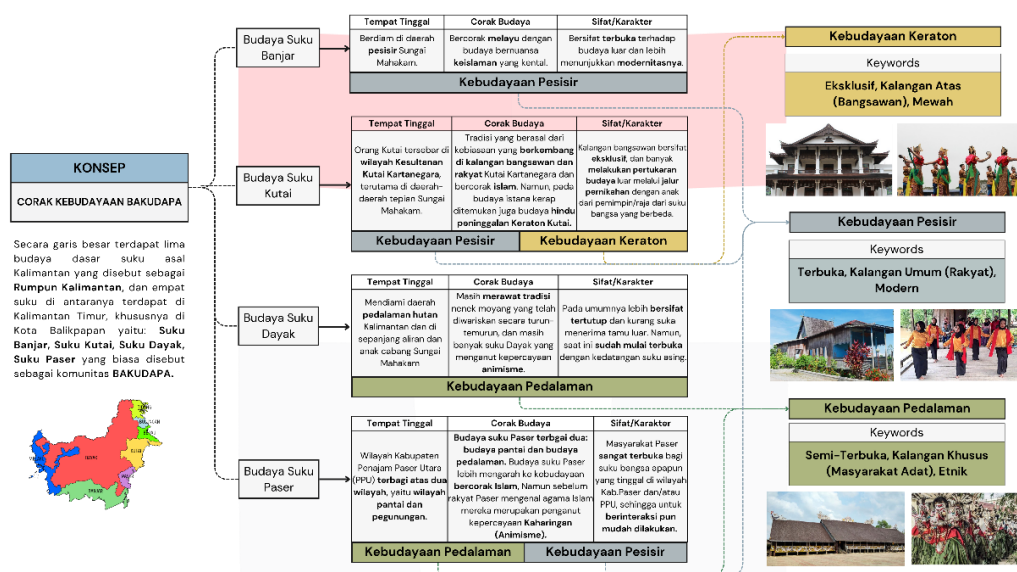 KONSEP
CORAK KEBUDAYAAN BAKUDAPA
Secara garis besar terdapat lima
budaya dasar suku asal
Kalimantan yang disebut sebagai
Rumpun Kalimantan, dan empat
suku di antaranya terdapat di
Kalimantan Timur, khususnya di
Kota Balikpapan yaitu: Suku
Banjar, Suku Kutai, Suku Dayak,
Suku Paser yang biasa disebut
sebagai komunitas BAKUDAPA.
Budaya Suku
Banjar
Tempat Tinggal
Berdiam di daerah
pesisir Sungai
Mahakam.
Corak Budaya
Bercorak melayu dengan
budaya bernuansa
keislaman yang kental.
Sifat/Karakter
Bersifat terbuka terhadap
budaya luar dan lebih
menunjukkan modernitasnya.
Kebudayaan Pesisir
Budaya Suku
Kutai
Tempat Tinggal
Orang Kutai tersebar di
wilayah Kesultanan
Kutai Kartanegara,
terutama di daerah-
daerah tepian Sungai
Mahakam.
Corak Budaya
Tradisi yang berasal dari
kebiasaan yang berkembang
di kalangan bangsawan dan
rakyat Kutai Kartanegara dan
bercorak islam. Namun, pada
budaya istana kerap
ditemukan juga budaya hindu
peninggalan Keraton Kutai.
Sifat/Karakter
Kalangan bangsawan bersifat
eksklusif, dan banyak
melakukan pertukaran
budaya luar melalui jalur
pernikahan dengan anak
dari pemimpin/raja dari suku
bangsa yang berbeda.
Kebudayaan Pesisir
Kebudayaan Keraton
Budaya Suku
Dayak
Tempat Tinggal
Mendiami daerah
pedalaman hutan
Kalimantan dan di
sepanjang aliran dan
anak cabang Sungai
Mahakam
Corak Budaya
Masih merawat tradisi
nenek moyang yang telah
diwariskan secara turun-
temurun, dan masih
banyak suku Dayak yang
menganut kepercayaan
animisme.
Sifat/Karakter
Pada umumnya lebih bersifat
tertutup dan kurang suka
menerima tamu luar. Namun,
saat ini sudah mulai terbuka
dengan kedatangan suku asing.
Kebudayaan Pedalaman
Budaya Suku
Paser
Tempat Tinggal
Wilayah Kabupaten
Penajam Paser Utara
(PPU) terbagi atas dua
wilayah, yaitu wilayah
pantai dan
pegunungan.
Corak Budaya
Budaya suku Paser terbgai dua:
budaya pantai dan budaya
pedalaman. Budaya suku Paser
lebih mengarah ke kebudayaan
bercorak Islam, Namun sebelum
rakyat Paser mengenal agama Islam
mereka merupakan penganut
kepercayaan Kaharingan
(Animisme).
Sifat/Karakter
Masyarakat Paser
sangat terbuka bagi
suku bangsa apapun
yang tinggal di wilayah
Kab.Paser dan/atau
PPU, sehingga untuk
berinteraksi pun
mudah dilakukan.
Kebudayaan Pedalaman
Kebudayaan Pesisir
Kebudayaan Keraton
Keywords
Eksklusif, Kalangan Atas
(Bangsawan), Mewah
Kebudayaan Pesisir
Keywords
Terbuka, Kalangan Umum (Rakyat),
Modern
Kebudayaan Pedalaman
Keywords
Semi-Terbuka, Kalangan Khusus
(Masyarakat Adat), Etnik